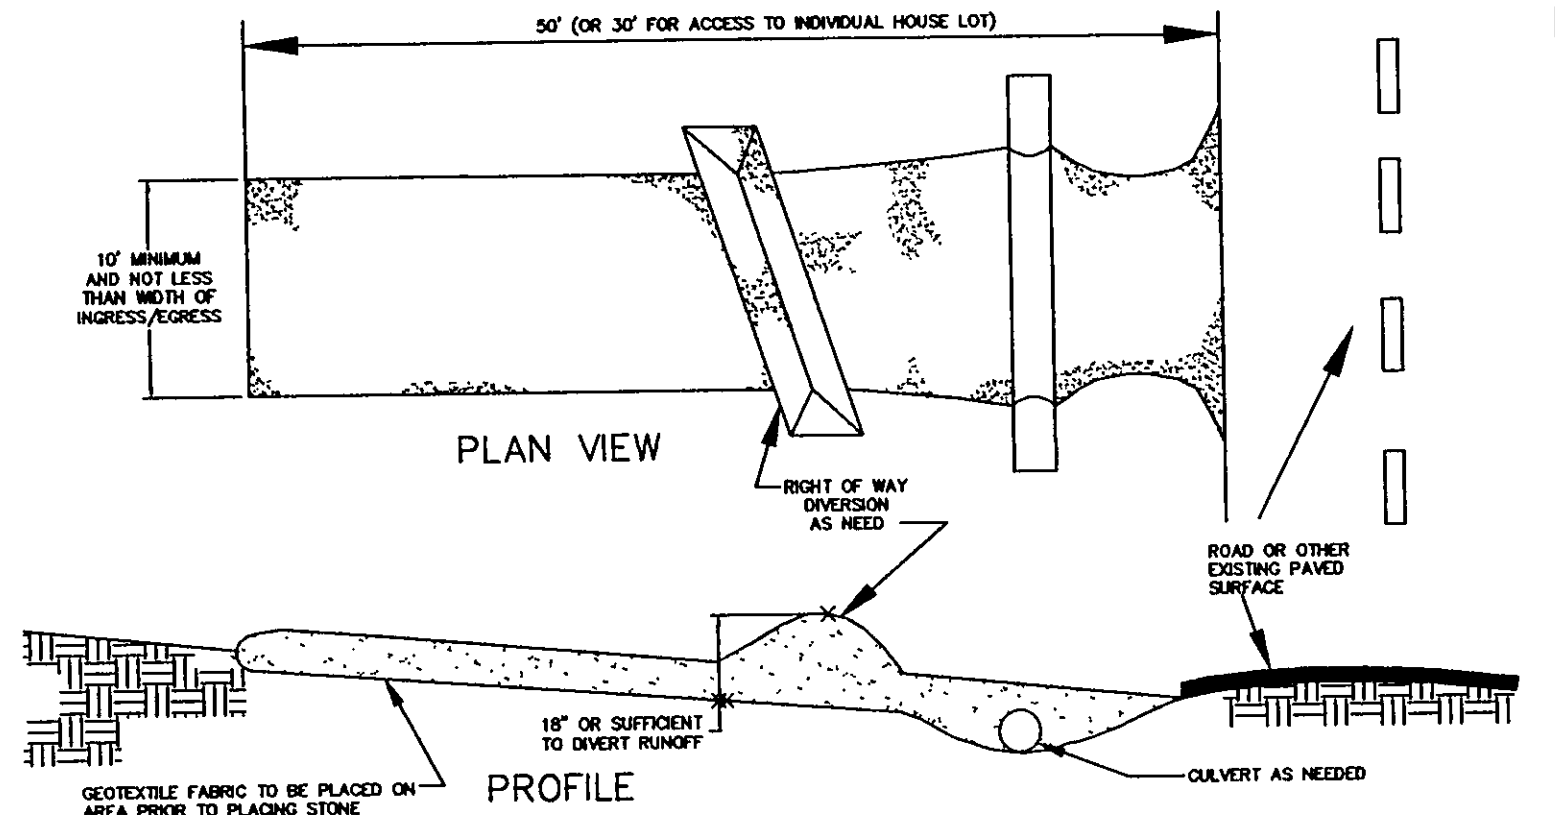 50' (OR 30' FOR ACCESS TO INDIVIDUAL HOUSE LOT)
10' MINIMUM
AND NOT LESS
THAN WIDTH OF
INGRESS/EGRESS
PLAN VIEW
RIGHT OF WAY
DIVERSION
AS NEED
ROAD OR OTHER
EXISTING PAVED
SURFACE
18" OR SUFFICIENT
TO DIVERT RUNOFF
CULVERT AS NEEDED
PROFILE
GEOTEXTILE FABRIC TO BE PLACED ON
AREA PRIOR TO PLACING STONE